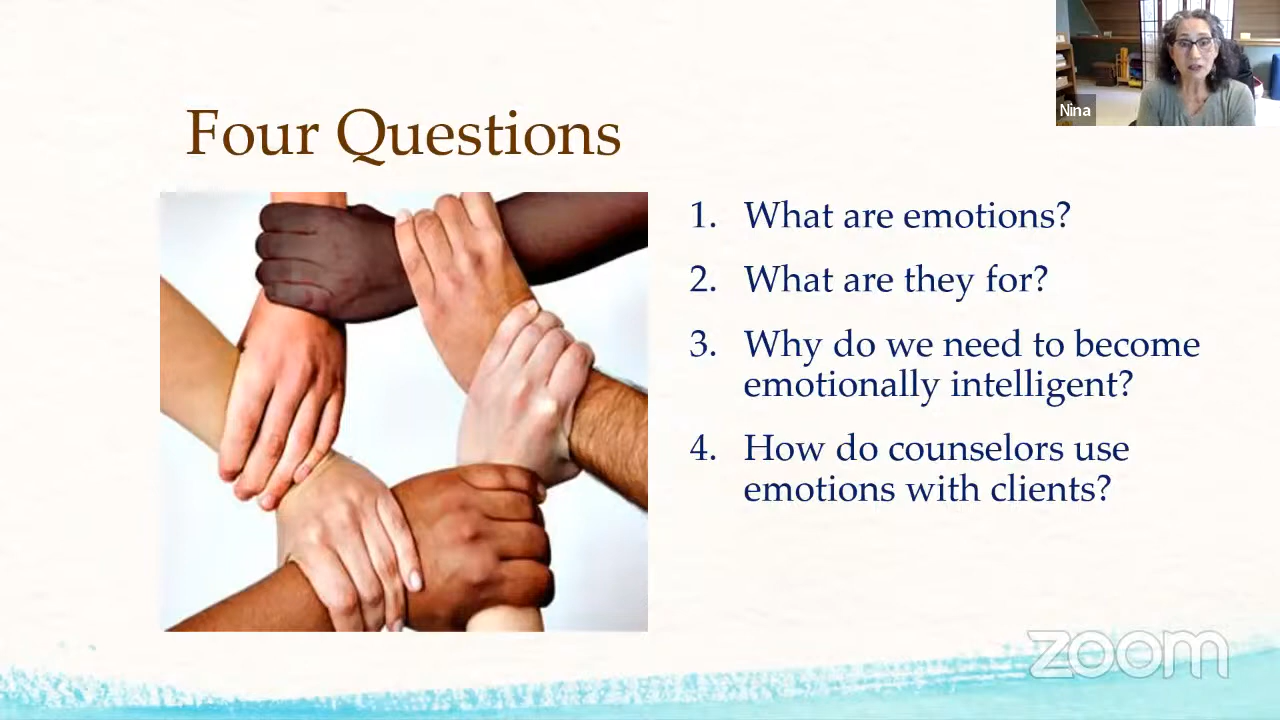 Nina
Four Questions
1. What are emotions?
2. What are they for?
3. Why do we need to become
emotionally intelligent?
4. How do counselors use
emotions with clients?
zoom